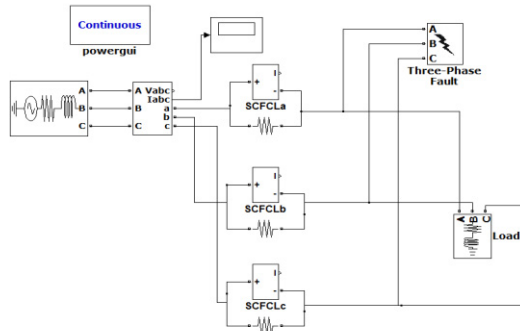 Continuous
powergui
A
B
C
A
B
C
Vabc
Iabc
a
b
c
+
-
I
SCFCLa
+
-
I
SCFCLb
+
-
I
SCFCLc
A
B
C
Three-Phase
Fault
A
B
C
Load